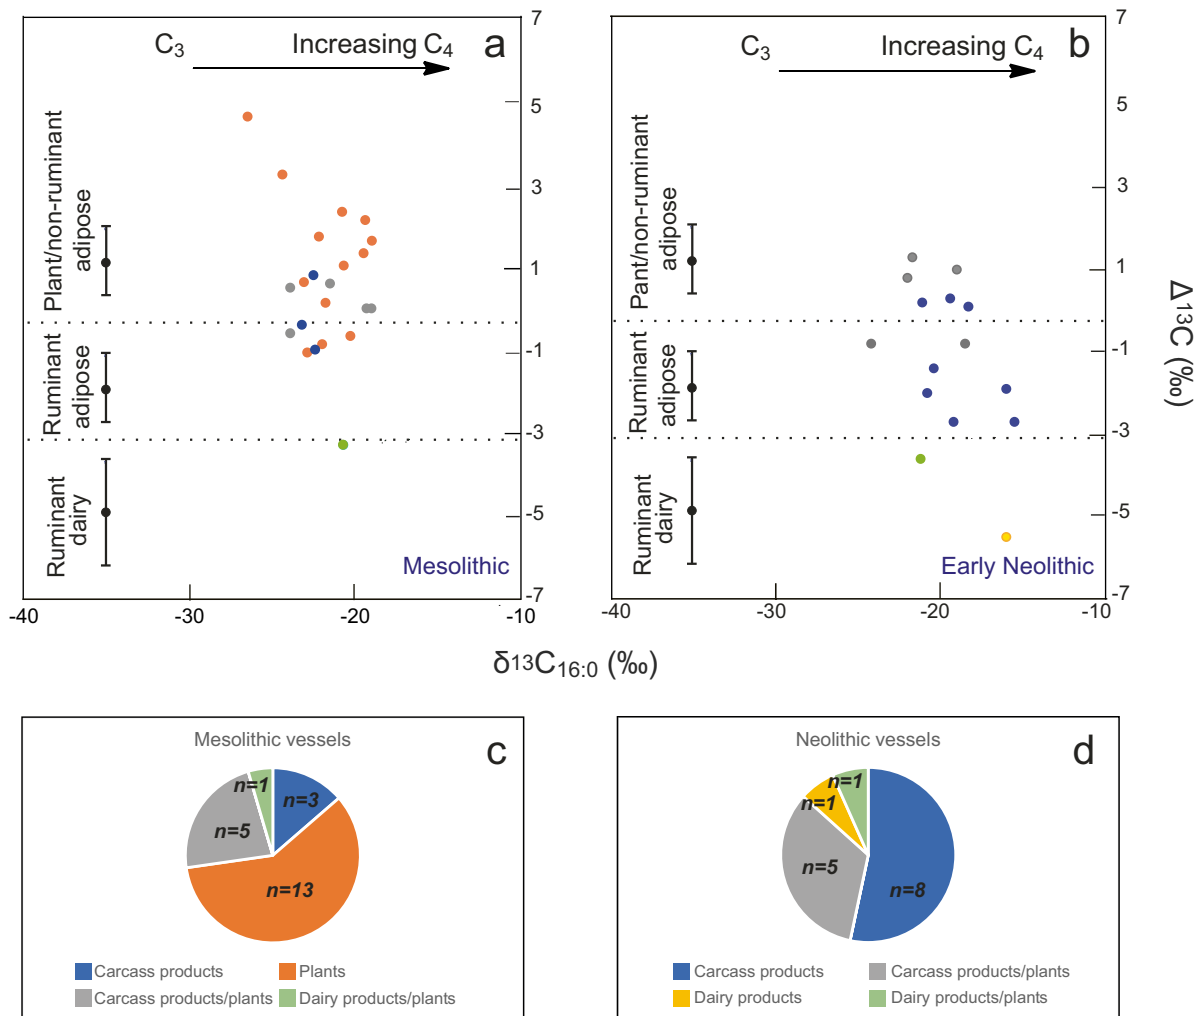 C3 Increasing C4 a
Plant/non-ruminant
adipose
Ruminant
adipose
Ruminant
dairy
7
5
3
1
-1
-3
-5
-7
Mesolithic
-40 -30 -20 -10
C3 Increasing C4 b
Pant/non-ruminant
adipose
Ruminant
adipose
Ruminant
dairy
7
5
3
1
-1
-3
-5
-7
Early Neolithic
-40 -30 -20 -10
Δ13C (‰)
δ13C16:0 (‰)
Mesolithic vessels c
n=1
n=3
n=5
n=13
Carcass products Plants
Carcass products/plants Dairy products/plants
Neolithic vessels d
n=1
n=1
n=5
n=8
Carcass products Carcass products/plants
Dairy products Dairy products/plants